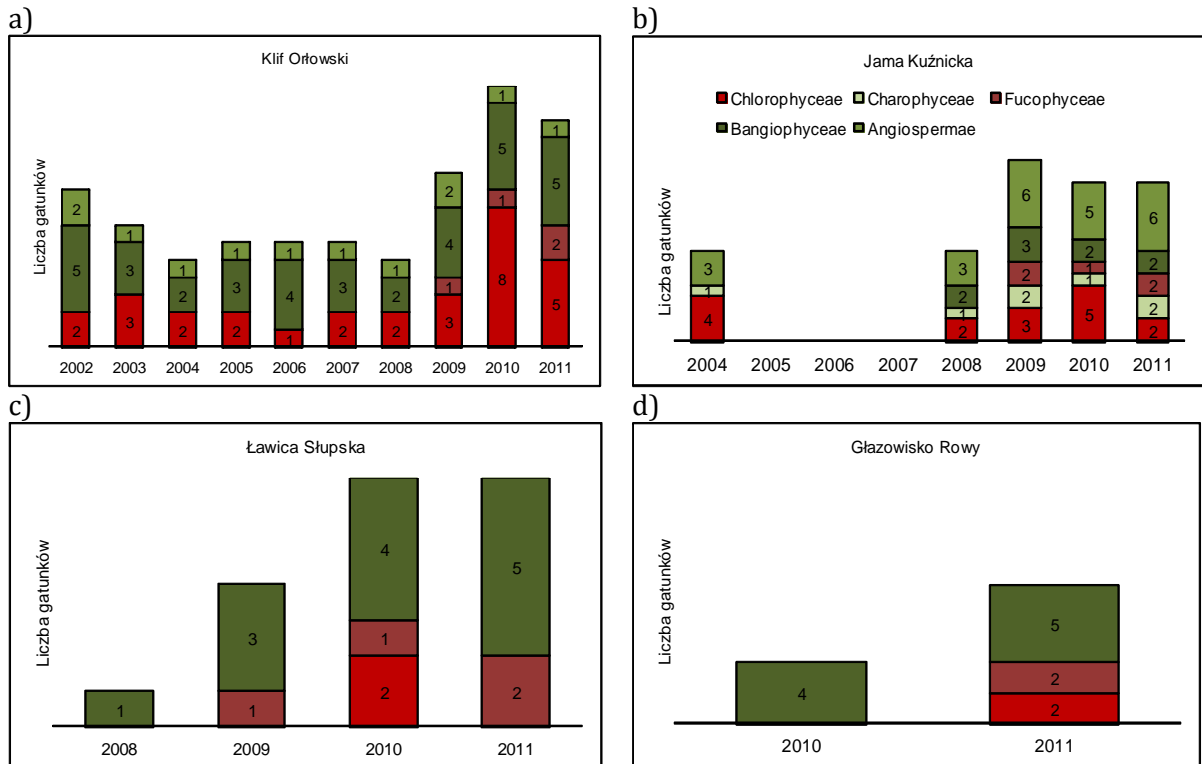 a)
Klif Orłowski
Liczba gatunków
2 1 1 1 1 1 1 2 1 1
5 3 2 3 4 3 2 4 5 5
1 1 2
2 3 2 2 1 2 2 3 8 5
2002 2003 2004 2005 2006 2007 2008 2009 2010 2011
b)
Jama Kuźnicka
Chlorophyceae Charophyceae Fucophyceae
Bangiophyceae Angiospermae
Liczba gatunków
3 3 6 5 6
2 3 2 2
2 1 2
1 1 2 1 2
4 2 3 5 2
2004 2005 2006 2007 2008 2009 2010 2011
c)
Ławica Słupska
Liczba gatunków
1 3 4 5
1 1 2
2
2008 2009 2010 2011
d)
Głazowisko Rowy
Liczba gatunków
4 5
2
2
2010 2011